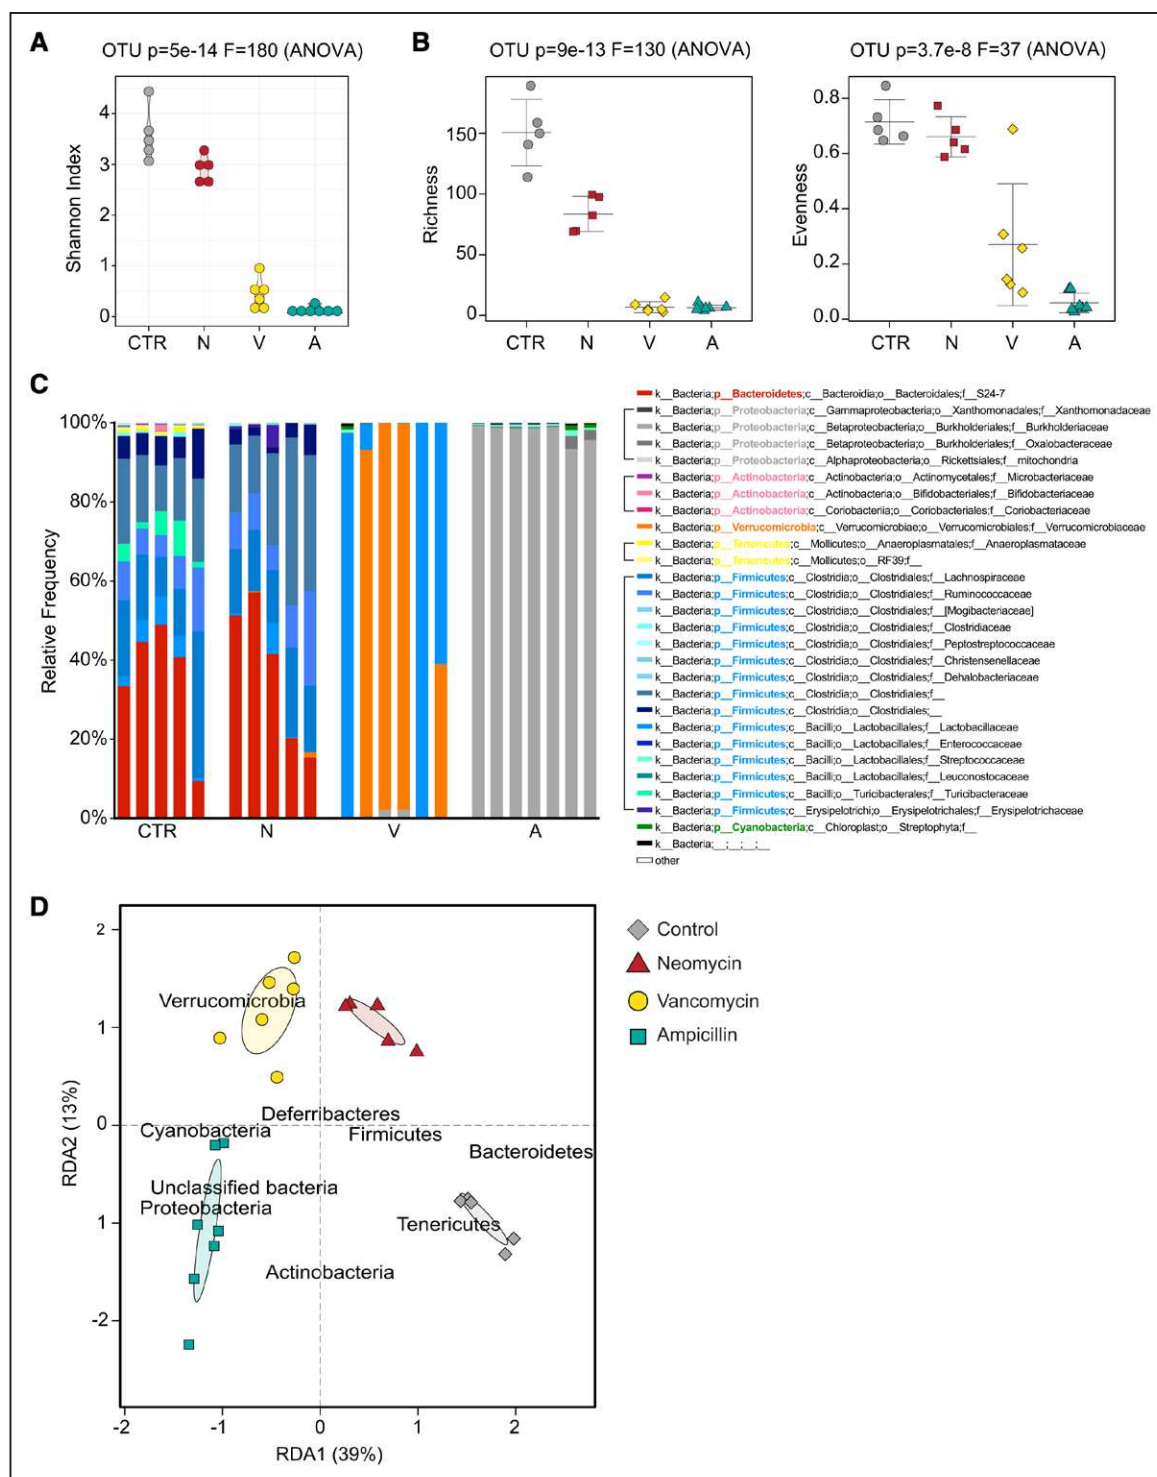 A
OTU p=5e-14 F=180 (ANOVA)
Shannon Index
4
3
2
1
0
CTR N V A
B
OTU p=9e-13 F=130 (ANOVA)
Richness
150
100
50
0
CTR N V A
OTU p=3.7e-8 F=37 (ANOVA)
Evenness
0.8
0.6
0.4
0.2
0.0
CTR N V A
C
Relative Frequency
100%
80%
60%
40%
20%
0%
CTR N V A
k__Bacteria;p__Bacteroidetes;c__Bacteroidia;o__Bacteroidales;f__S24-7
k__Bacteria;p__Proteobacteria;c__Gammaproteobacteria;o__Xanthomonadales;f__Xanthomonadaceae
k__Bacteria;p__Proteobacteria;c__Betaproteobacteria;o__Burkholderiales;f__Burkholderiaceae
k__Bacteria;p__Proteobacteria;c__Betaproteobacteria;o__Burkholderiales;f__Oxalobacteraceae
k__Bacteria;p__Proteobacteria;c__Alphaproteobacteria;o__Rickettsiales;f__mitochondria
k__Bacteria;p__Actinobacteria;c__Actinobacteria;o__Actinomycetales;f__Microbacteriaceae
k__Bacteria;p__Actinobacteria;c__Actinobacteria;o__Bifidobacteriales;f__Bifidobacteriaceae
k__Bacteria;p__Actinobacteria;c__Coriobacteria;o__Coriobacteriales;f__Coriobacteriaceae
k__Bacteria;p__Verrucomicrobia;c__Verrucomicrobiae;o__Verrucomicrobiales;f__Verrucomicrobiaceae
k__Bacteria;p__Tenericutes;c__Mollicutes;o__Anaeroplasmatales;f__Anaeroplasmataceae
k__Bacteria;p__Tenericutes;c__Mollicutes;o__RF39;f__
k__Bacteria;p__Firmicutes;c__Clostridia;o__Clostridiales;f__Lachnospiraceae
k__Bacteria;p__Firmicutes;c__Clostridia;o__Clostridiales;f__Ruminococcaceae
k__Bacteria;p__Firmicutes;c__Clostridia;o__Clostridiales;f__[Mogibacteriaceae]
k__Bacteria;p__Firmicutes;c__Clostridia;o__Clostridiales;f__Clostridiaceae
k__Bacteria;p__Firmicutes;c__Clostridia;o__Clostridiales;f__Peptostreptococcaceae
k__Bacteria;p__Firmicutes;c__Clostridia;o__Clostridiales;f__Christensenellaceae
k__Bacteria;p__Firmicutes;c__Clostridia;o__Clostridiales;f__Dehalobacteriaceae
k__Bacteria;p__Firmicutes;c__Clostridia;o__Clostridiales;f__
k__Bacteria;p__Firmicutes;c__Clostridia;o__Clostridiales;__
k__Bacteria;p__Firmicutes;c__Bacilli;o__Lactobacillales;f__Lactobacillaceae
k__Bacteria;p__Firmicutes;c__Bacilli;o__Lactobacillales;f__Enterococcaceae
k__Bacteria;p__Firmicutes;c__Bacilli;o__Lactobacillales;f__Streptococcaceae
k__Bacteria;p__Firmicutes;c__Bacilli;o__Lactobacillales;f__Leuconostocaceae
k__Bacteria;p__Firmicutes;c__Bacilli;o__Turicibacterales;f__Turicibacteraceae
k__Bacteria;p__Firmicutes;c__Erysipelotrichi;o__Erysipelotrichales;f__Erysipelotrichaceae
k__Bacteria;p__Cyanobacteria;c__Chloroplast;o__Streptophyta;f__
k__Bacteria;__;__;__;__
other
D
RDA2 (13%)
2
1
0
1
-2
Verrucomicrobia
Deferribacteres
Cyanobacteria
Firmicutes
Bacteroidetes
Unclassified bacteria
Proteobacteria
Tenericutes
Actinobacteria
-2 -1 0 1 2
RDA1 (39%)
Control
Neomycin
Vancomycin
Ampicillin